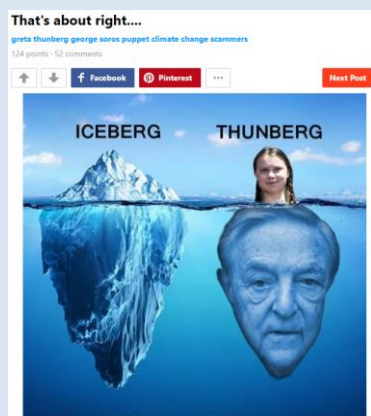 That's about right....
greta thunberg george soros puppet climate change scammers
124 points · 52 comments
Facebook Pinterest ... Next Post
ICEBERG THUNBERG